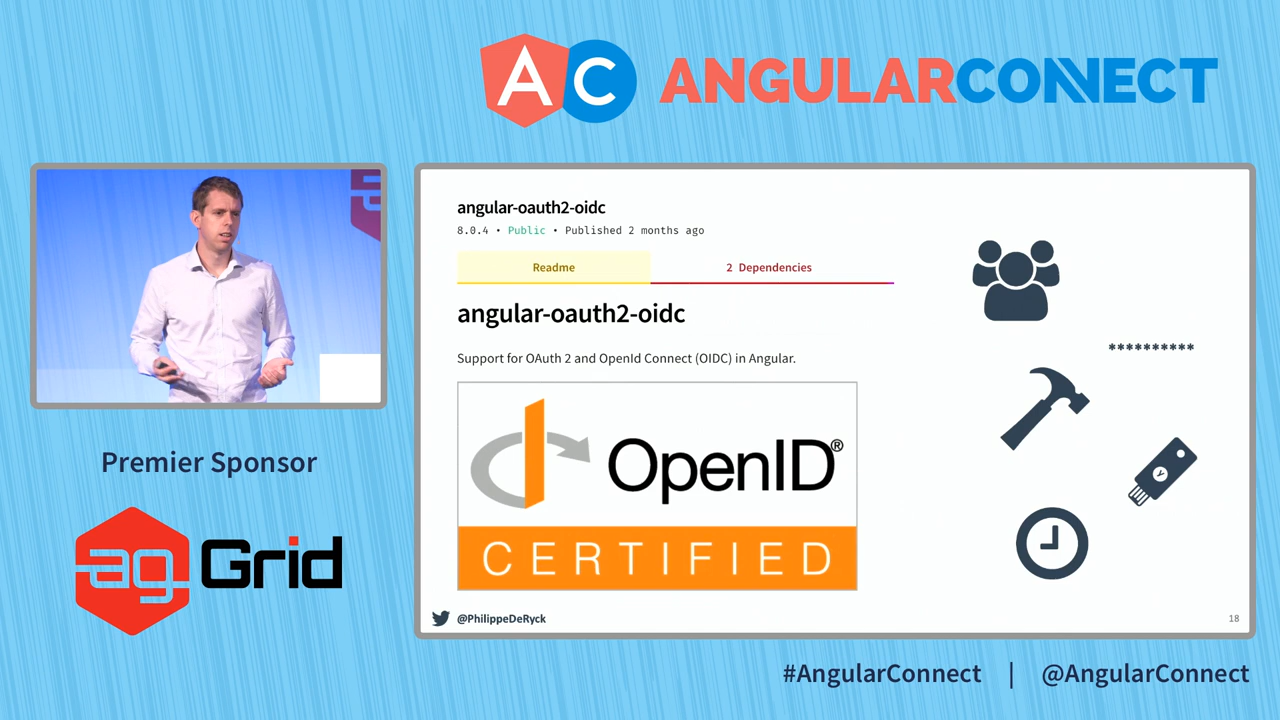 AC ANGULARCONNECT
angular-oauth2-oidc
8.0.4 • Public • Published 2 months ago
Readme
2 Dependencies
angular-oauth2-oidc
Support for OAuth 2 and OpenId Connect (OIDC) in Angular.
OpenID®
CERTIFIED
**********
Y
@PhilippeDeRyck
18
Premier Sponsor
ag Grid
#AngularConnect | @AngularConnect